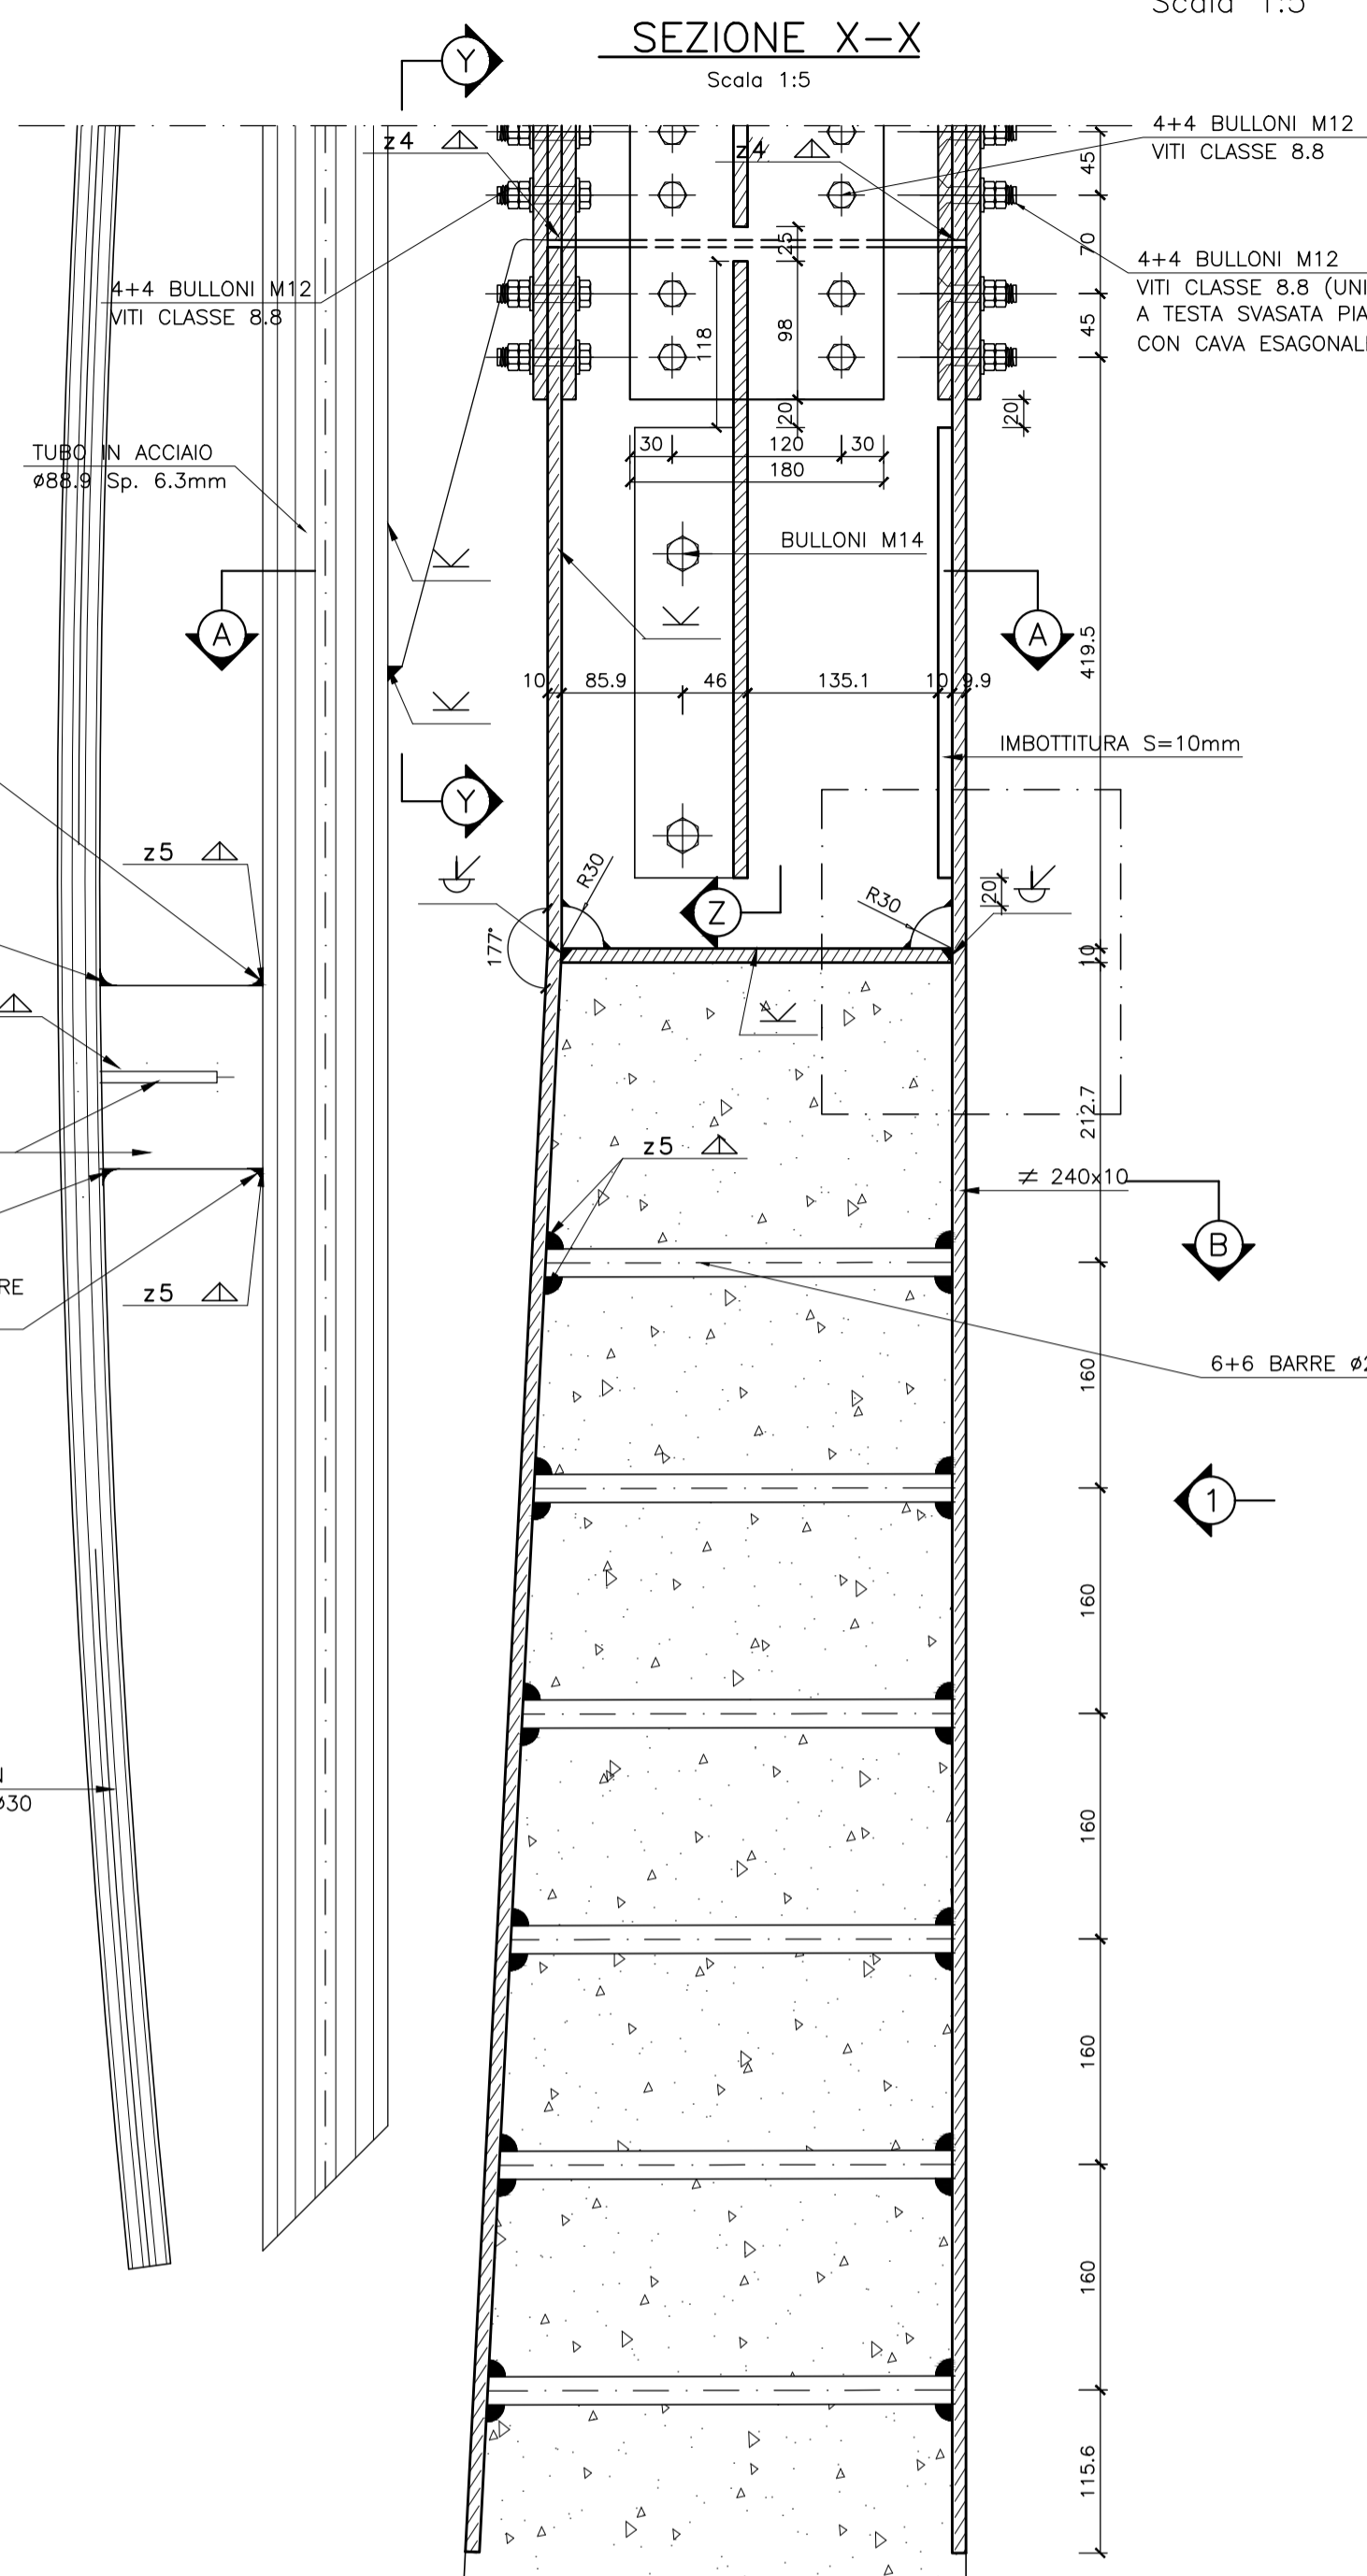 Scala 1:5
SEZIONE X-X
Scala 1:5
Y
z4
z4
4+4 BULLONI M12
VITI CLASSE 8.8
45
25
70
4+4 BULLONI M12
VITI CLASSE 8.8 (UNI
A TESTA SVASATA PIA
CON CAVA ESAGONAL
4+4 BULLONI M12
VITI CLASSE 8.8
118
98
45
20
20
30
120
30
180
TUBO IN ACCIAIO
ø88.9 Sp. 6.3mm
BULLONI M14
A
A
419.5
10
85.9
46
135.1
10
9.9
IMBOTTITURA S=10mm
Y
z5
R30
Z
R30
20
177°
10
212.7
z5
≠ 240x10
B
RE
z5
160
6+6 BARRE ø2
1
160
160
N
ø30
160
160
115.6